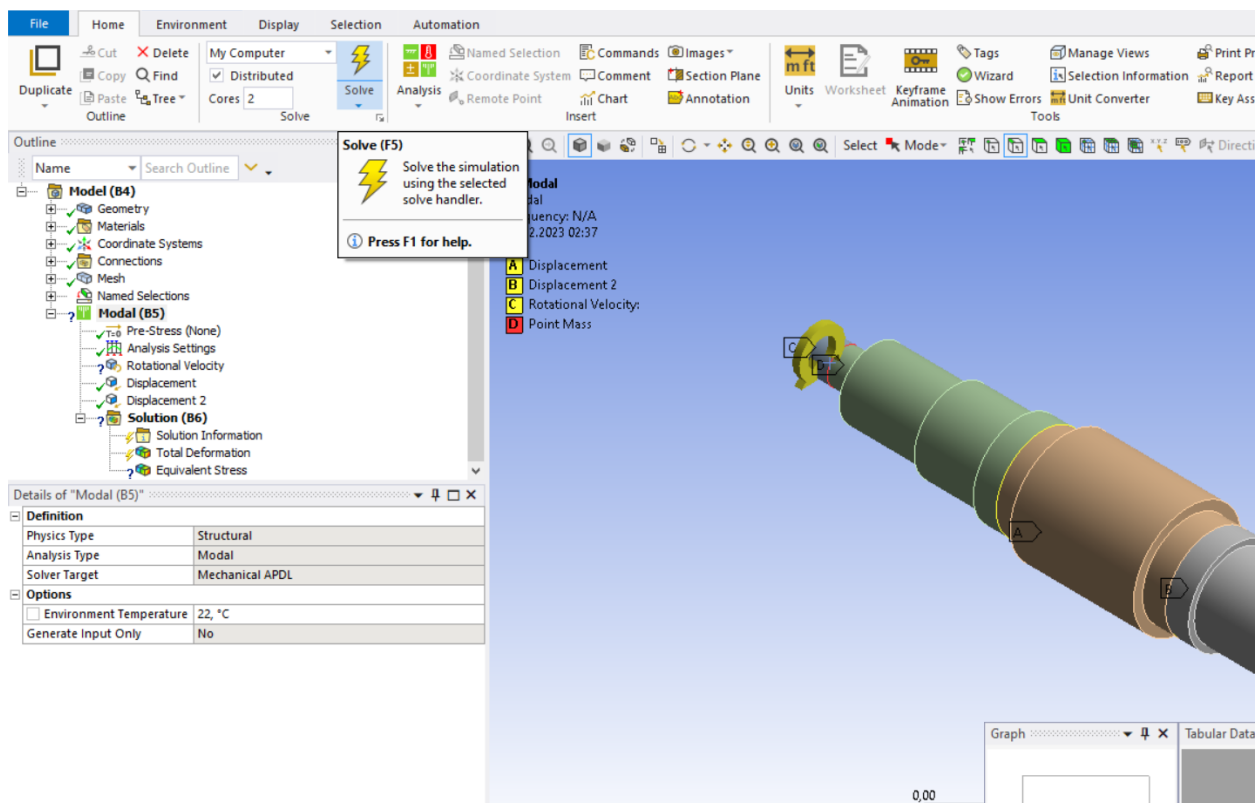 File Home Environment Display Selection Automation
Duplicate
Cut
Copy
Paste
Delete
Find
Tree
Outline
My Computer
Distributed
Cores 2
Solve
Solve
Analysis
Named Selection
Coordinate System
Remote Point
Commands
Comment
Chart
Images
Section Plane
Annotation
Insert
m ft
Units
Worksheet
Keyframe
Animation
Tags
Wizard
Show Errors
Manage Views
Selection Information
Unit Converter
Tools
Report
Outline
Name Search Outline
Select Mode
Solve (F5)
Solve the simulation
using the selected
solve handler.
Press F1 for help.
Model (B4)
Geometry
Materials
Coordinate Systems
Connections
Mesh
Named Selections
Modal (B5)
T=0 Pre-Stress (None)
Analysis Settings
Rotational Velocity
Displacement
Displacement 2
Solution (B6)
Solution Information
Total Deformation
Equivalent Stress
Modal
N/A
2.2023 02:37
A Displacement
B Displacement 2
C Rotational Velocity:
D Point Mass
C
D
A
B
Details of "Modal (B5)"
Definition
Physics Type Structural
Analysis Type Modal
Solver Target Mechanical APDL
Options
Environment Temperature 22, °C
Generate Input Only No
Graph
Tabular Data
0,00